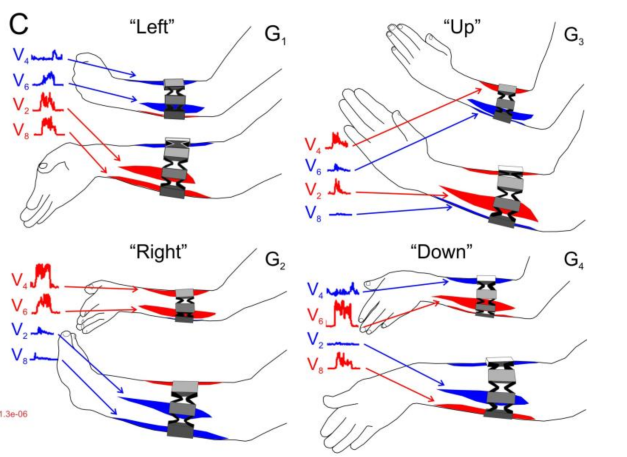 C
"Left"
G1
V4
V6
V2
V8
"Up"
G3
V4
V6
V2
V8
"Right"
G2
V4
V6
V2
V8
1.3e-06
"Down"
G4
V4
V6
V2
V8